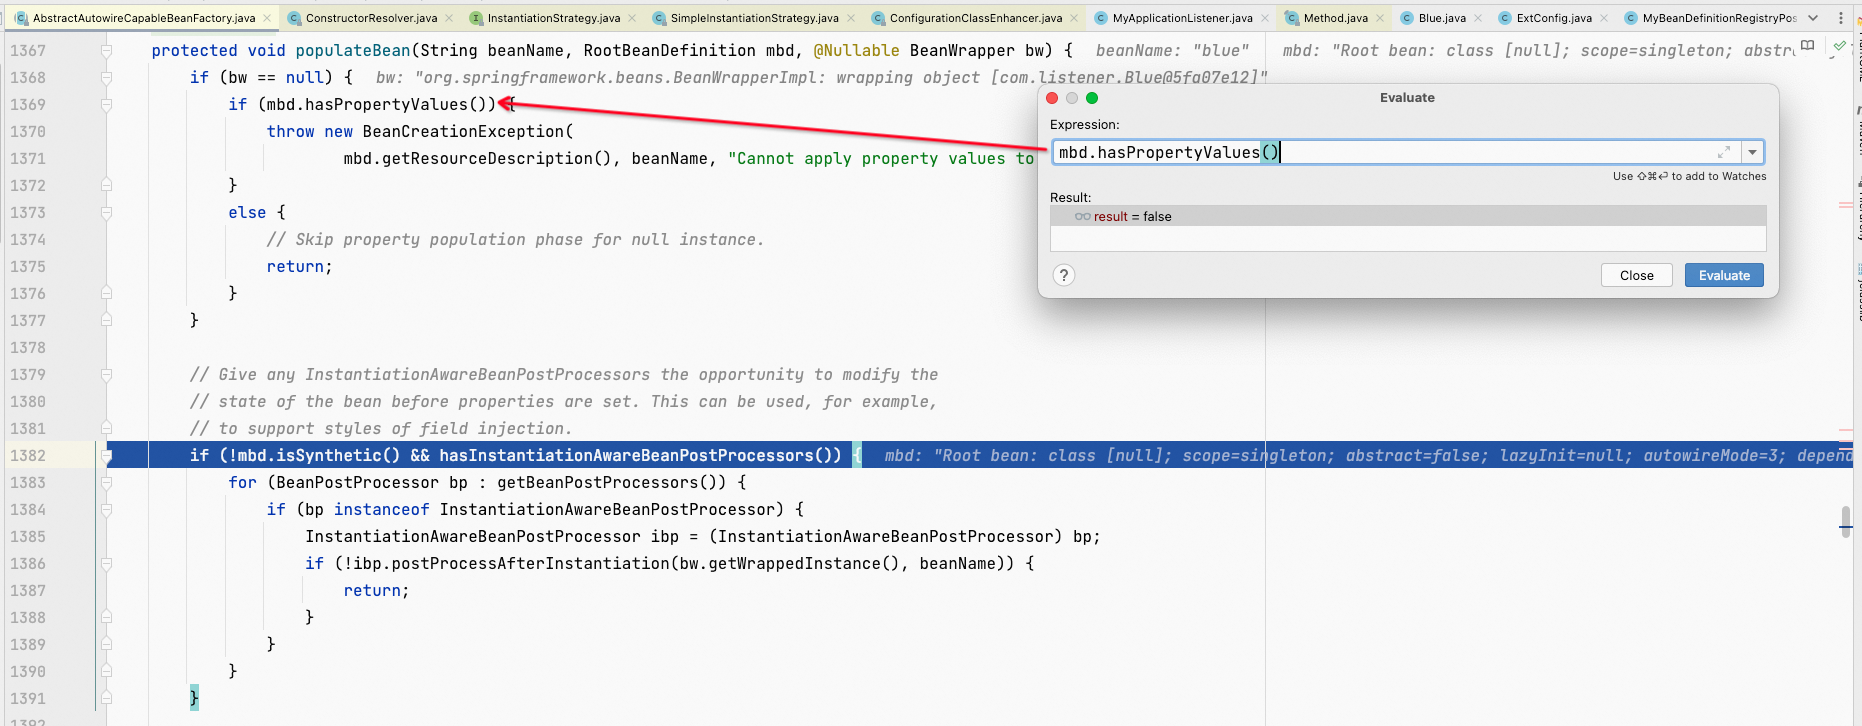 AbstractAutowireCapableBeanFactory.java ConstructorResolver.java InstantiationStrategy.java SimpleInstantiationStrategy.java ConfigurationClassEnhancer.java MyApplicationListener.java Method.java Blue.java ExtConfig.java MyBeanDefinitionRegistryPos
1367 protected void populateBean(String beanName, RootBeanDefinition mbd, @Nullable BeanWrapper bw) { beanName: "blue" mbd: "Root bean: class [null]; scope=singleton; abstr
1368 if (bw == null) { bw: "org.springframework.beans.BeanWrapperImpl: wrapping object [com.listener.Blue@5fa07e12]"
1369 if (mbd.hasPropertyValues()) {
1370 throw new BeanCreationException(
1371 mbd.getResourceDescription(), beanName, "Cannot apply property values to
1372 }
1373 else {
1374 // Skip property population phase for null instance.
1375 return;
1376 }
1377 }
1378
1379 // Give any InstantiationAwareBeanPostProcessors the opportunity to modify the
1380 // state of the bean before properties are set. This can be used, for example,
1381 // to support styles of field injection.
1382 if (!mbd.isSynthetic() && hasInstantiationAwareBeanPostProcessors()) { mbd: "Root bean: class [null]; scope=singleton; abstract=false; lazyInit=null; autowireMode=3; depend
1383 for (BeanPostProcessor bp : getBeanPostProcessors()) {
1384 if (bp instanceof InstantiationAwareBeanPostProcessor) {
1385 InstantiationAwareBeanPostProcessor ibp = (InstantiationAwareBeanPostProcessor) bp;
1386 if (!ibp.postProcessAfterInstantiation(bw.getWrappedInstance(), beanName)) {
1387 return;
1388 }
1389 }
1390 }
1391 }
1392
Evaluate
Expression:
mbd.hasPropertyValues()
Use ⇧⌘⏎ to add to Watches
Result:
result = false
?
Close
Evaluate